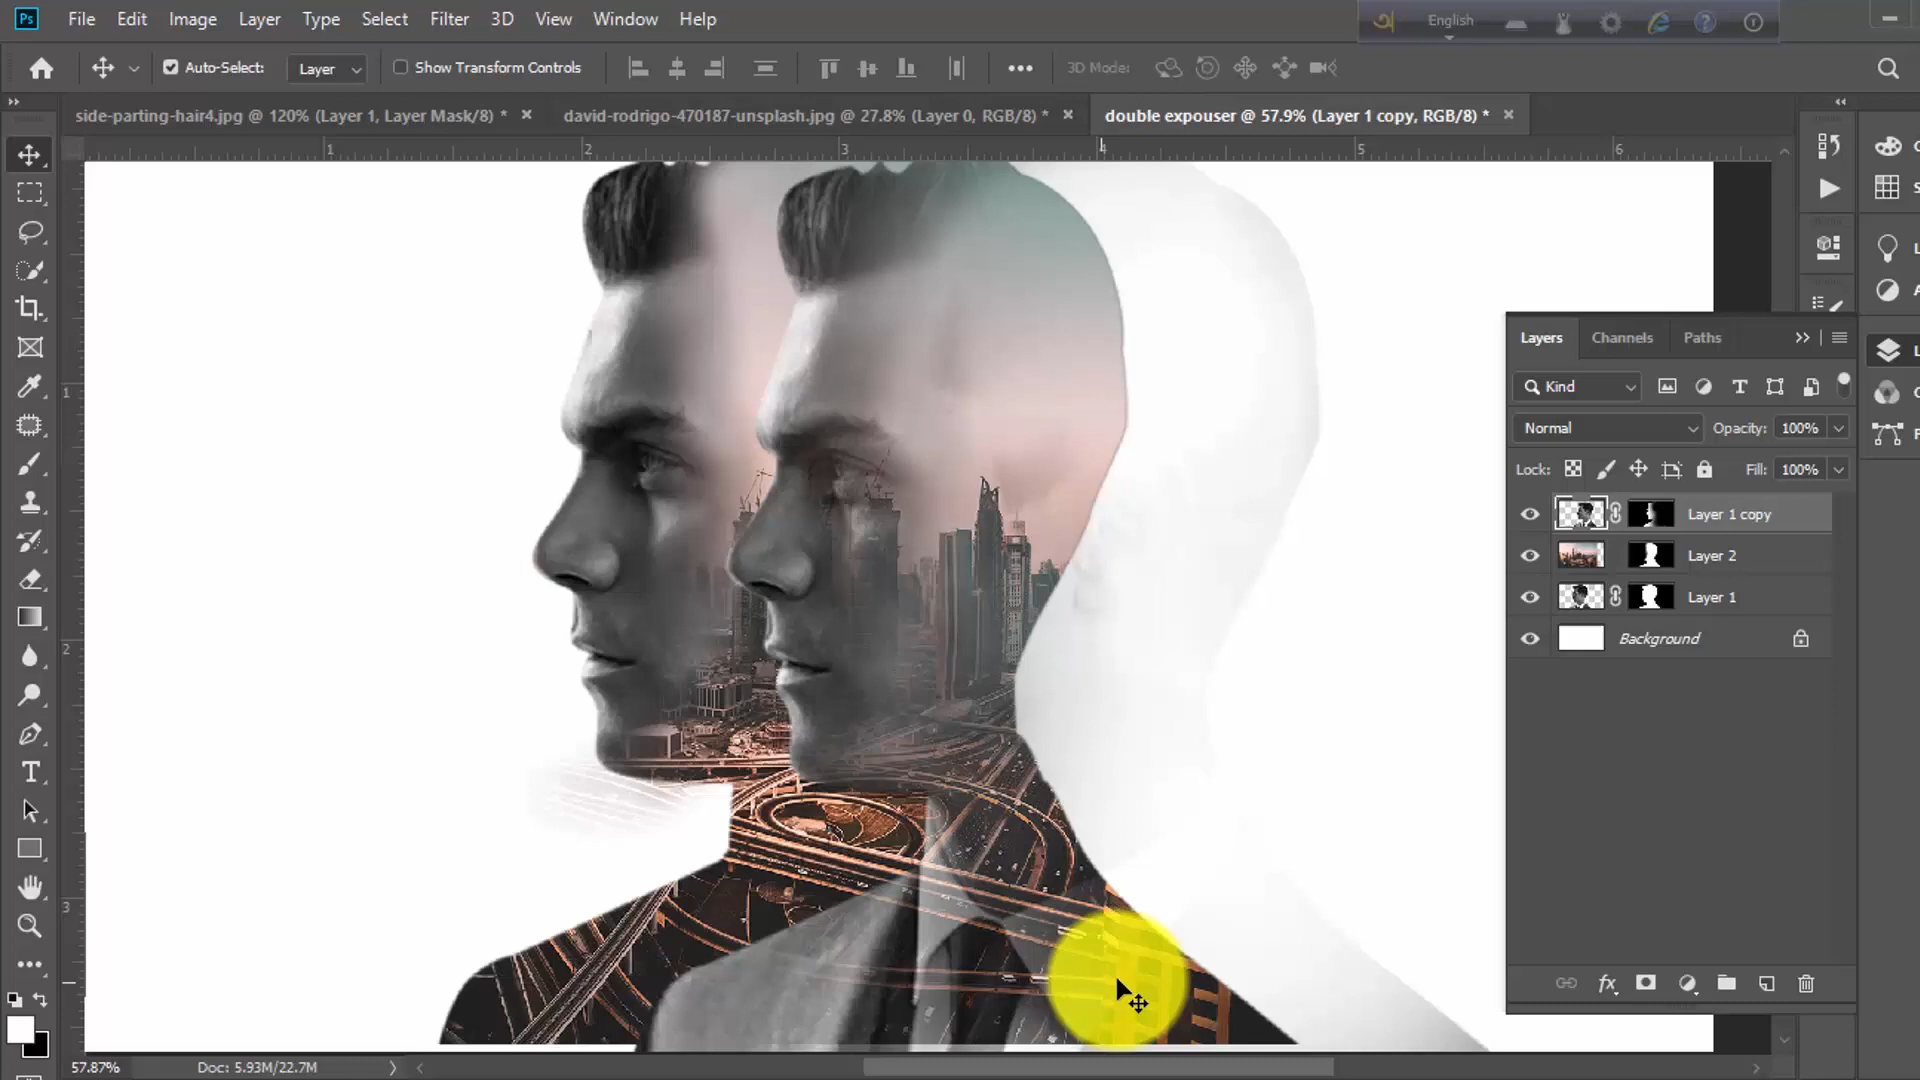 Ps File Edit Image Layer Type Select Filter 3D View Window Help
English
Auto-Select: Layer Show Transform Controls 3D Mode:
side-parting-hair4.jpg @ 120% (Layer 1, Layer Mask/8) * david-rodrigo-470187-unsplash.jpg @ 27.8% (Layer 0, RGB/8) * double expouser @ 57.9% (Layer 1 copy, RGB/8) *
1 2 3 4 5 6
1
2
3
Layers Channels Paths
Kind
Normal Opacity: 100%
Lock: Fill: 100%
Layer 1 copy
Layer 2
Layer 1
Background
57.87% Doc: 5.93M/22.7M